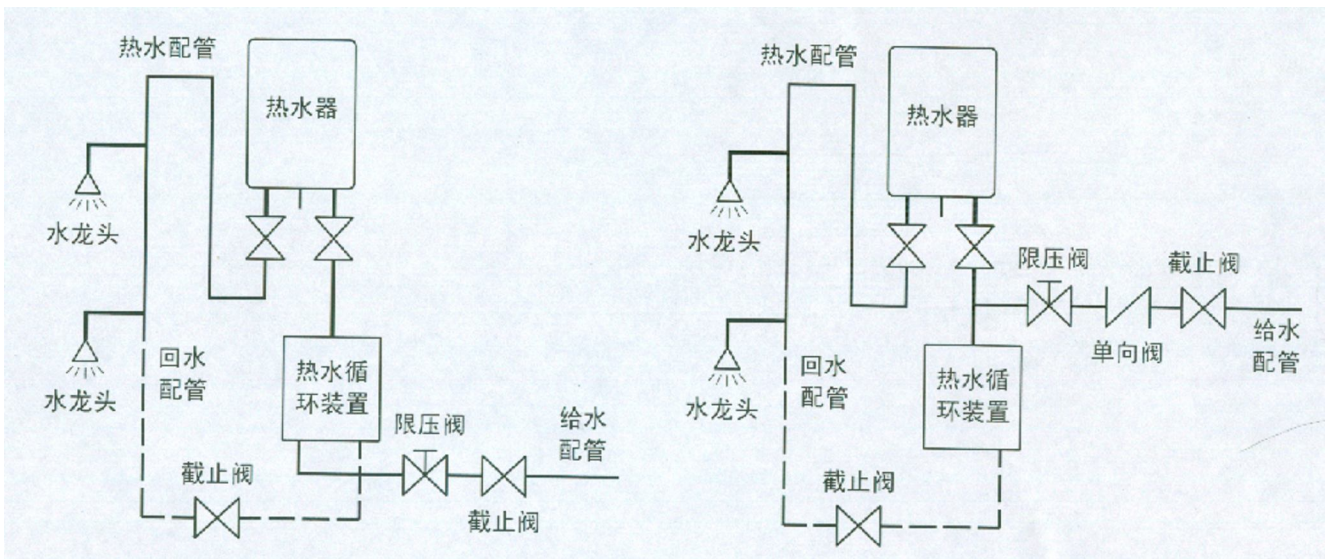 热水配管
热水器
水龙头
水龙头
回水
配管
热水循
环装置
限压阀
给水
配管
截止阀
截止阀
热水配管
热水器
水龙头
限压阀
截止阀
单向阀
给水
配管
水龙头
回水
配管
热水循
环装置
截止阀